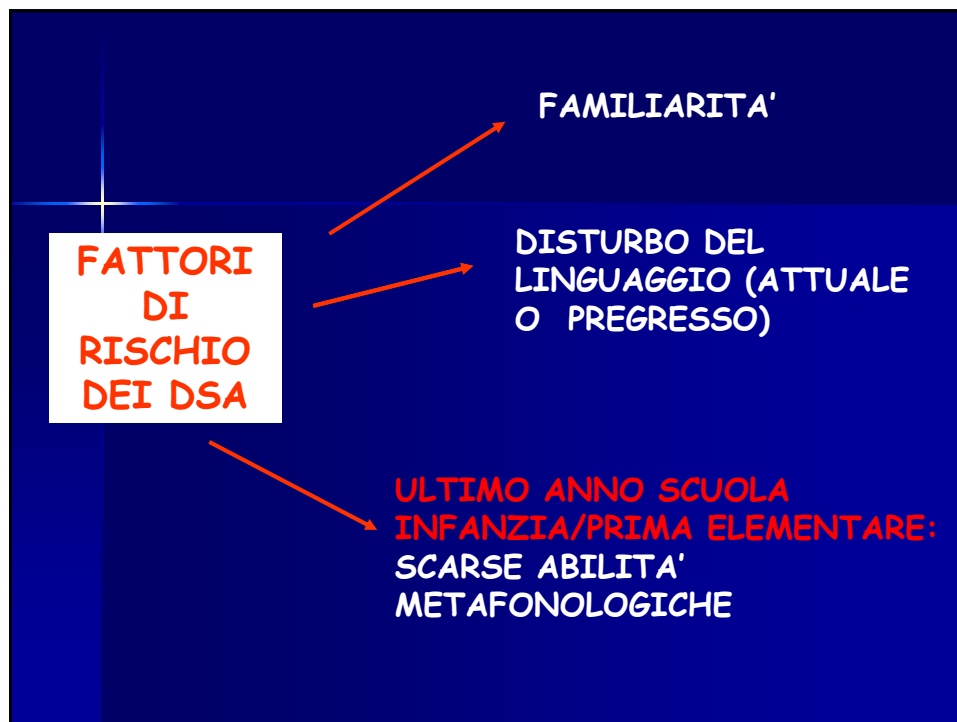 FAMILIARITA'
FATTORI
DI
RISCHIO
DEI DSA
DISTURBO DEL
LINGUAGGIO (ATTUALE
O PREGRESSO)
ULTIMO ANNO SCUOLA
INFANZIA/PRIMA ELEMENTARE:
SCARSE ABILITA'
METAFONOLOGICHE